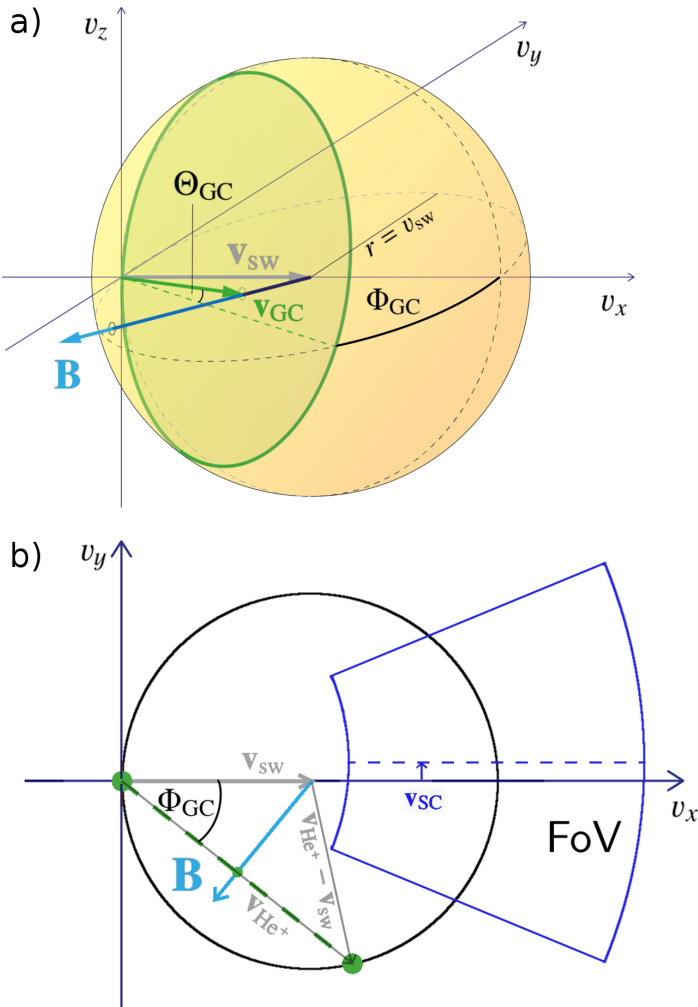 a)
v_z
v_y
Θ_GC
v_sw
r = v_sw
v_GC
Φ_GC
v_x
B
b)
v_y
v_sw
Φ_GC
v_SC
v_x
v_He⁺ − v_sw
FoV
B
v_He⁺